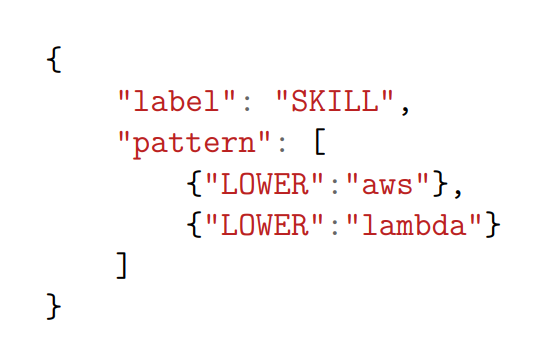 {
    "label": "SKILL",
    "pattern": [
        {"LOWER":"aws"},
        {"LOWER":"lambda"}
    ]
}